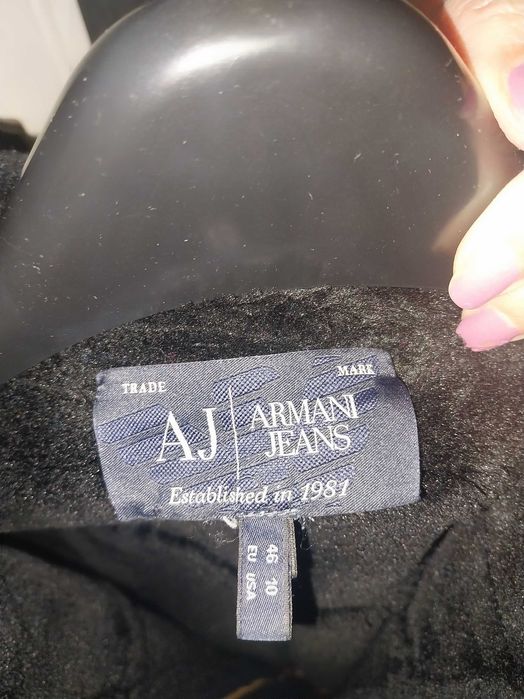 TRADE MARK
AJ
ARMANI
JEANS
Established in 1981
46 10
EU USA